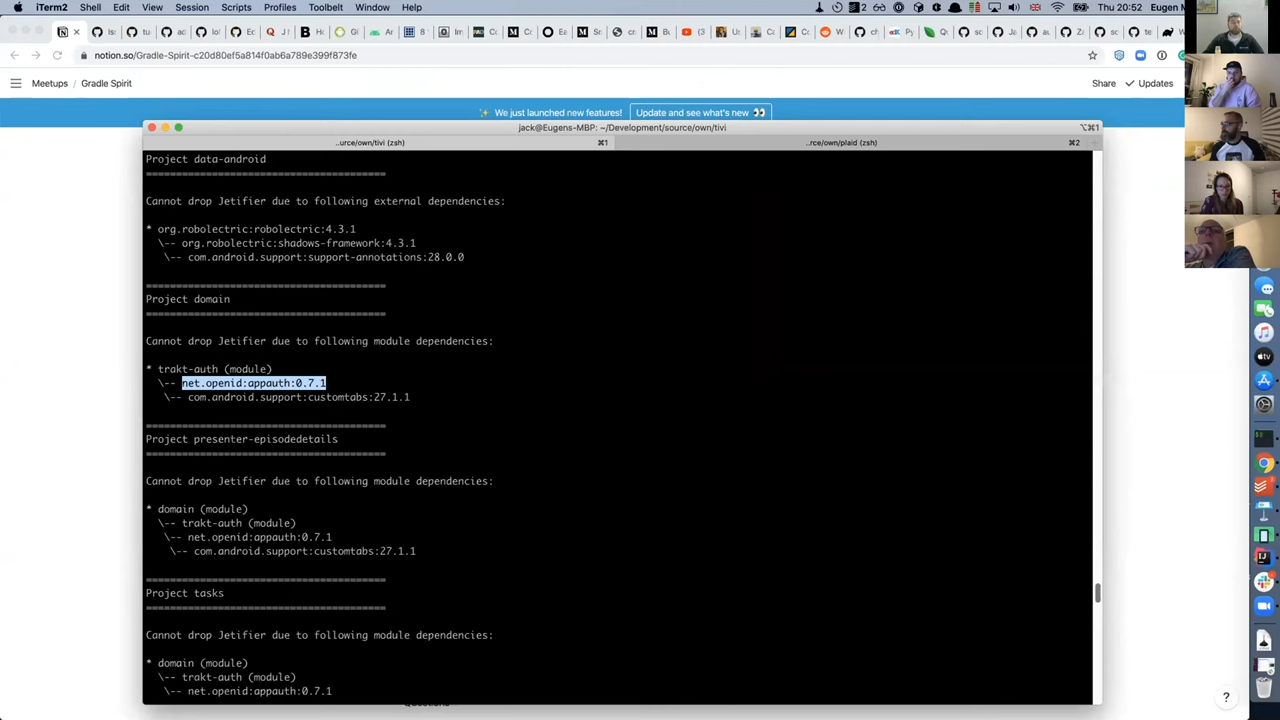 iTerm2 Shell Edit View Session Scripts Profiles Toolbelt Window Help
Thu 20:52 Eugen M
notion.so/Gradle-Spirit-c20d80ef5a814f0ab6a789e399f873fe
Meetups / Gradle Spirit
Share Updates
✨ We just launched new features! Update and see what's new 👀
jack@Eugens-MBP: ~/Development/source/own/tivi
⌥⌘1
..urce/own/tivi (zsh) ⌘1 ..rce/own/plaid (zsh) ⌘2
Project data-android
========================================
Cannot drop Jetifier due to following external dependencies:
* org.robolectric:robolectric:4.3.1
\-- org.robolectric:shadows-framework:4.3.1
\-- com.android.support:support-annotations:28.0.0
========================================
Project domain
========================================
Cannot drop Jetifier due to following module dependencies:
* trakt-auth (module)
\-- net.openid:appauth:0.7.1
\-- com.android.support:customtabs:27.1.1
========================================
Project presenter-episodedetails
========================================
Cannot drop Jetifier due to following module dependencies:
* domain (module)
\-- trakt-auth (module)
\-- net.openid:appauth:0.7.1
\-- com.android.support:customtabs:27.1.1
========================================
Project tasks
========================================
Cannot drop Jetifier due to following module dependencies:
* domain (module)
\-- trakt-auth (module)
\-- net.openid:appauth:0.7.1
?